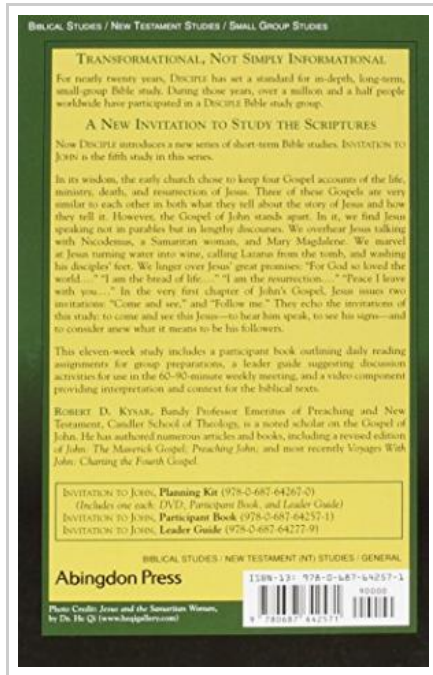 BIBLICAL STUDIES / NEW TESTAMENT STUDIES / SMALL GROUP STUDIES
TRANSFORMATIONAL, NOT SIMPLY INFORMATIONAL
For nearly twenty years, DISCIPLE has set a standard for in-depth, long-term,
small-group Bible study. During those years, over a million and a half people
worldwide have participated in a DISCIPLE Bible study group.
A NEW INVITATION TO STUDY THE SCRIPTURES
Now DISCIPLE introduces a new series of short-term Bible studies. INVITATION TO
JOHN is the fifth study in this series.
In its wisdom, the early church chose to keep four Gospel accounts of the life,
ministry, death, and resurrection of Jesus. Three of these Gospels are very
similar to each other in both what they tell about the story of Jesus and how
they tell it. However, the Gospel of John stands apart. In it, we find Jesus
speaking not in parables but in lengthy discourses. We overhear Jesus talking
with Nicodemus, a Samaritan woman, and Mary Magdalene. We marvel
at Jesus turning water into wine, calling Lazarus from the tomb, and washing
his disciples' feet. We linger over Jesus' great promises: "For God so loved the
world...." "I am the bread of life...." "I am the resurrection...." "Peace I leave
with you...." In the very first chapter of John's Gospel, Jesus issues two
invitations: "Come and see," and "Follow me." They echo the invitations of
this study: to come and see this Jesus—to hear him speak, to see his signs—and
to consider anew what it means to be his followers.
This eleven-week study includes a participant book outlining daily reading
assignments for group preparations, a leader guide suggesting discussion
activities for use in the 60–90-minute weekly meeting, and a video component
providing interpretation and context for the biblical texts.
ROBERT D. KYSAR, Bandy Professor Emeritus of Preaching and New
Testament, Candler School of Theology, is a noted scholar on the Gospel of
John. He has authored numerous articles and books, including a revised edition
of John: The Maverick Gospel; Preaching John; and most recently Voyages With
John: Charting the Fourth Gospel.
INVITATION TO JOHN, Planning Kit (978-0-687-64267-0)
(Includes one each: DVD, Participant Book, and Leader Guide)
INVITATION TO JOHN, Participant Book (978-0-687-64257-1)
INVITATION TO JOHN, Leader Guide (978-0-687-64277-9)
BIBLICAL STUDIES / NEW TESTAMENT (NT) STUDIES / GENERAL
Abingdon Press
ISBN-13: 978-0-687-64257-1
90000
9 780687 642571
Photo Credit: Jesus and the Samaritan Woman,
by Dr. He Qi (www.heqigallery.com)